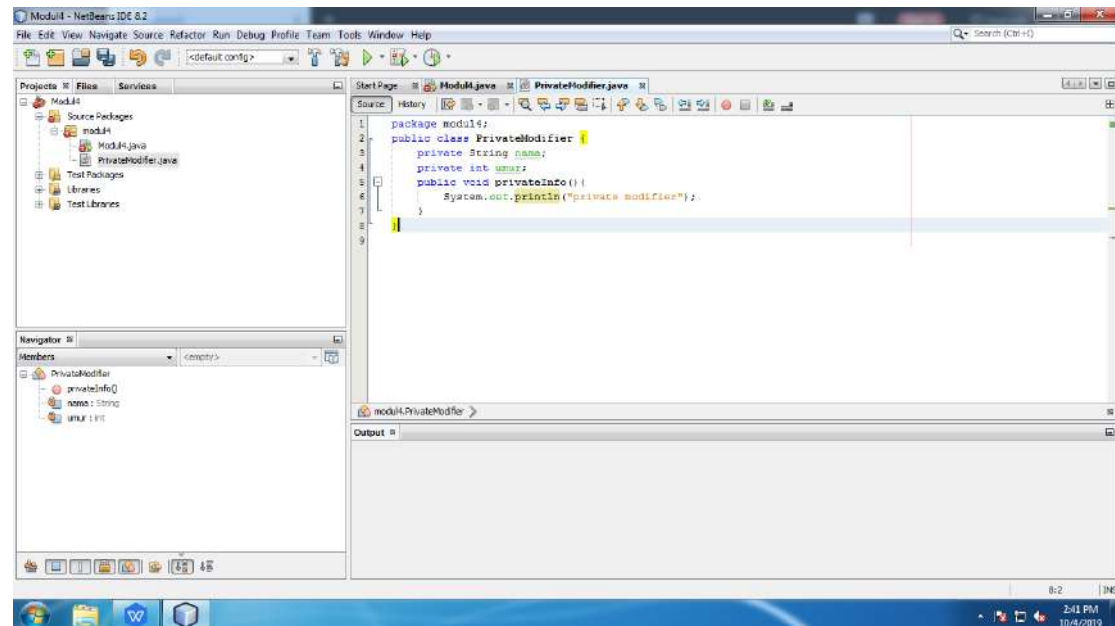 Modul4 - NetBeans IDE 8.2
File Edit View Navigate Source Refactor Run Debug Profile Team Tools Window Help
Search (Ctrl+I)
<default config>
Projects Files Services
Start Page Modul4.java PrivateModifier.java
Source History
Modul4
Source Packages
modul4
Modul4.java
PrivateModifier.java
Test Packages
Libraries
Test Libraries
1 package modul4;
2 public class PrivateModifier {
3 private String nama;
4 private int umur;
5 public void privateInfo(){
6 System.out.println("private modifier");
7 }
8 }
9
Navigator
Members <empty>
PrivateModifier
privateInfo()
nama : String
umur : int
modul4.PrivateModifier
Output
8:2 INS
2:41 PM
10/4/2019